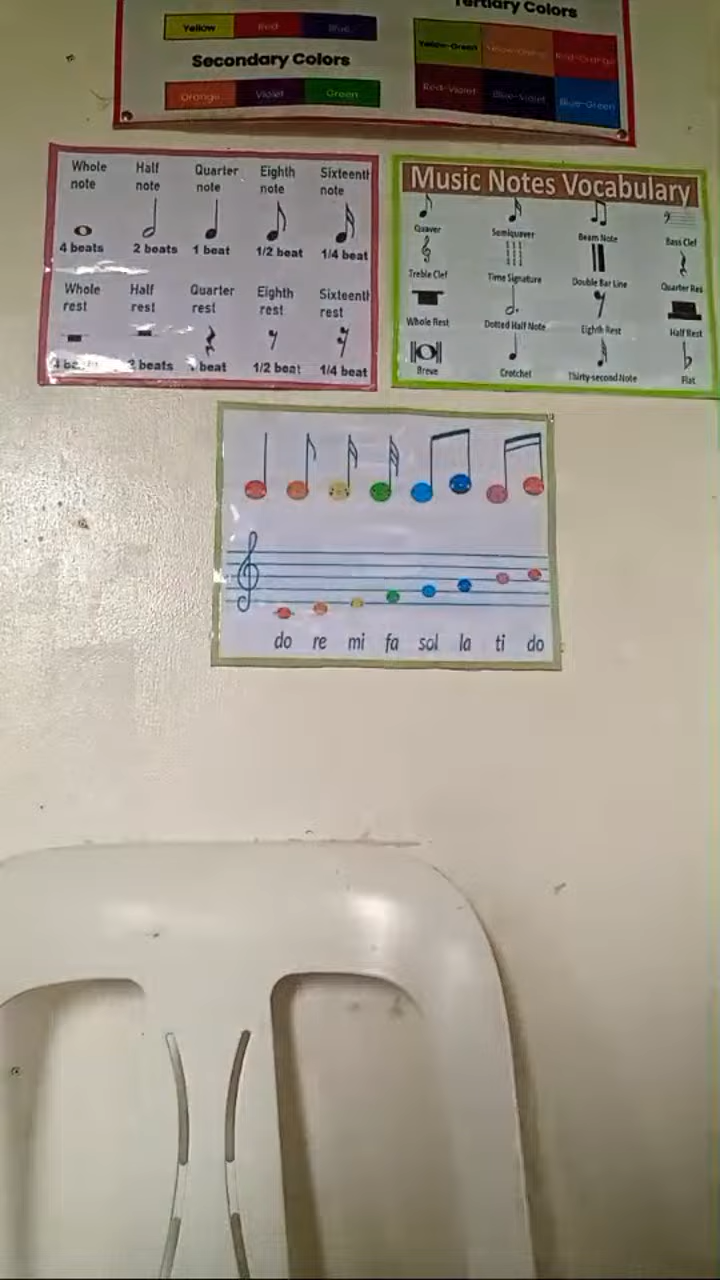 Tertiary Colors
Yellow Red Blue
Yellow-Green Yellow-Orange Red-Orange
Secondary Colors
Orange Violet Green
Red-Violet Blue-Violet Blue-Green
Whole note Half note Quarter note Eighth note Sixteenth note
4 beats 2 beats 1 beat 1/2 beat 1/4 beat
Whole rest Half rest Quarter rest Eighth rest Sixteenth rest
4 beats 2 beats 1 beat 1/2 beat 1/4 beat
Music Notes Vocabulary
Quaver Semiquaver Beam Note Bass Clef
Treble Clef Time Signature Double Bar Line Quarter Res
Whole Rest Dotted Half Note Eighth Rest Half Rest
Breve Crotchet Thirty-second Note Flat
do re mi fa sol la ti do